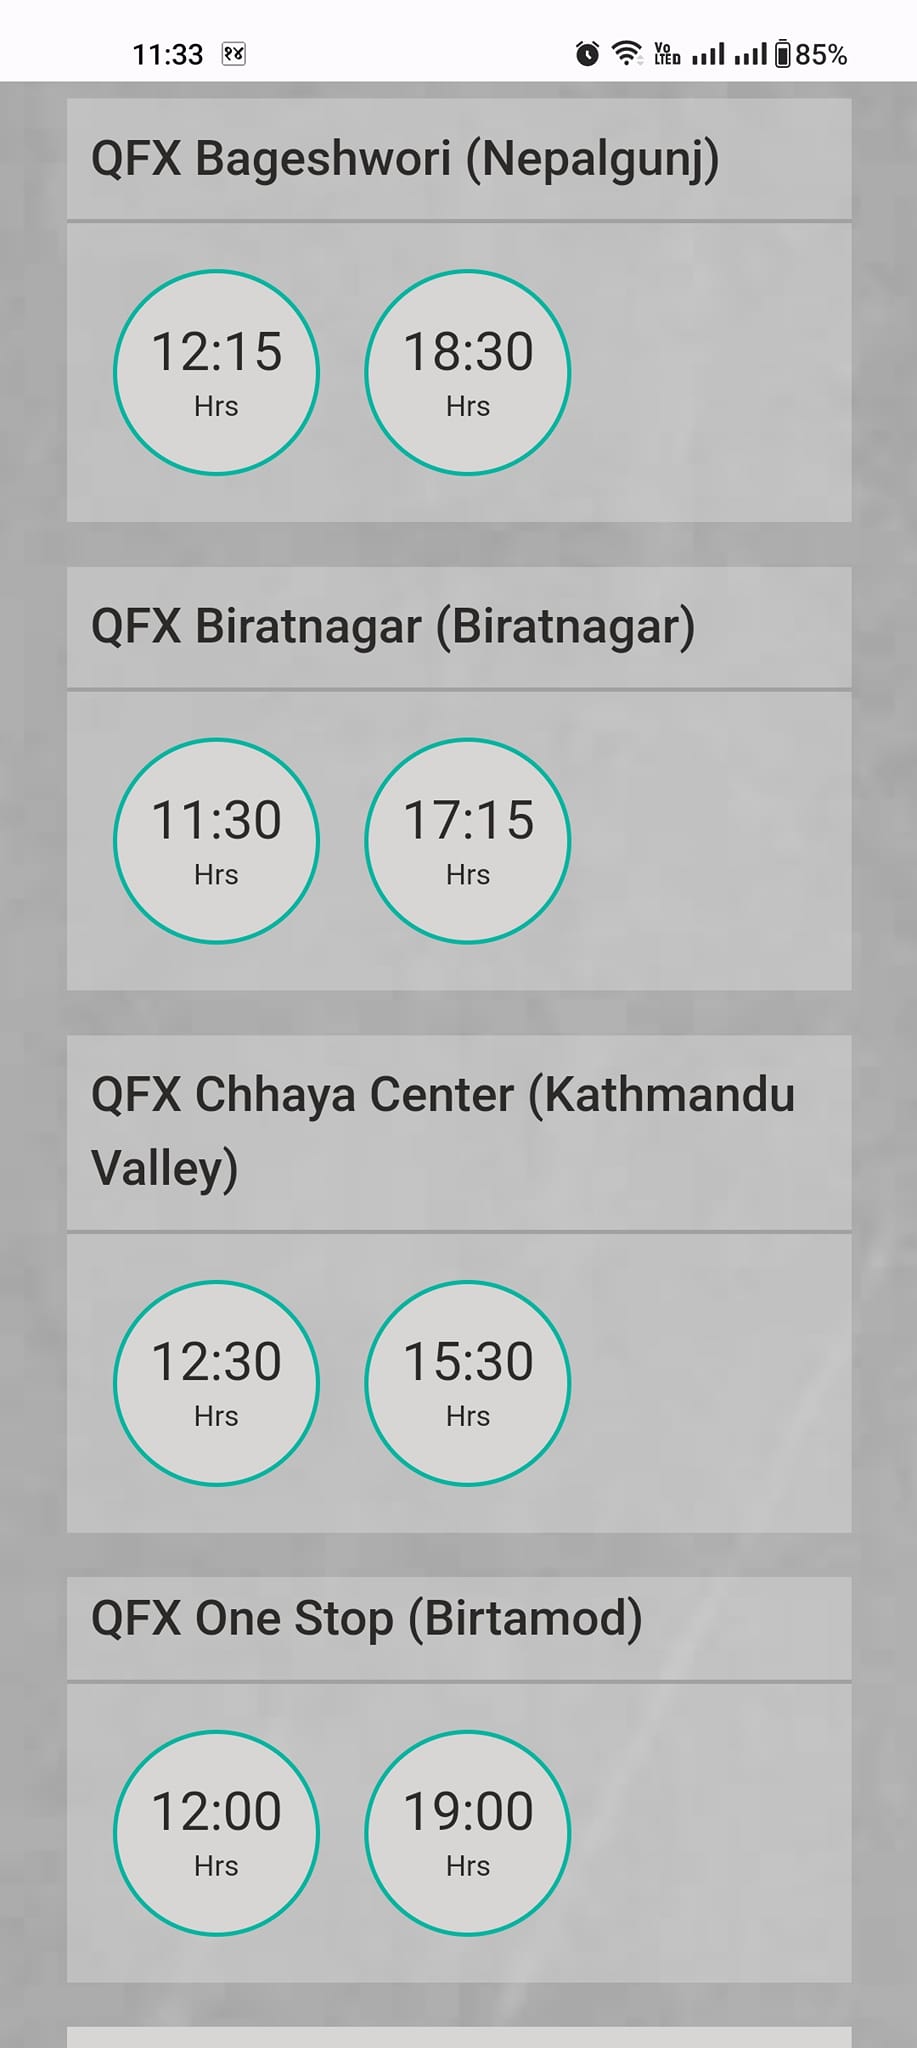 11:33 १४ Vo LTE 85%
QFX Bageshwori (Nepalgunj)
12:15 18:30
Hrs Hrs
QFX Biratnagar (Biratnagar)
11:30 17:15
Hrs Hrs
QFX Chhaya Center (Kathmandu
Valley)
12:30 15:30
Hrs Hrs
QFX One Stop (Birtamod)
12:00 19:00
Hrs Hrs